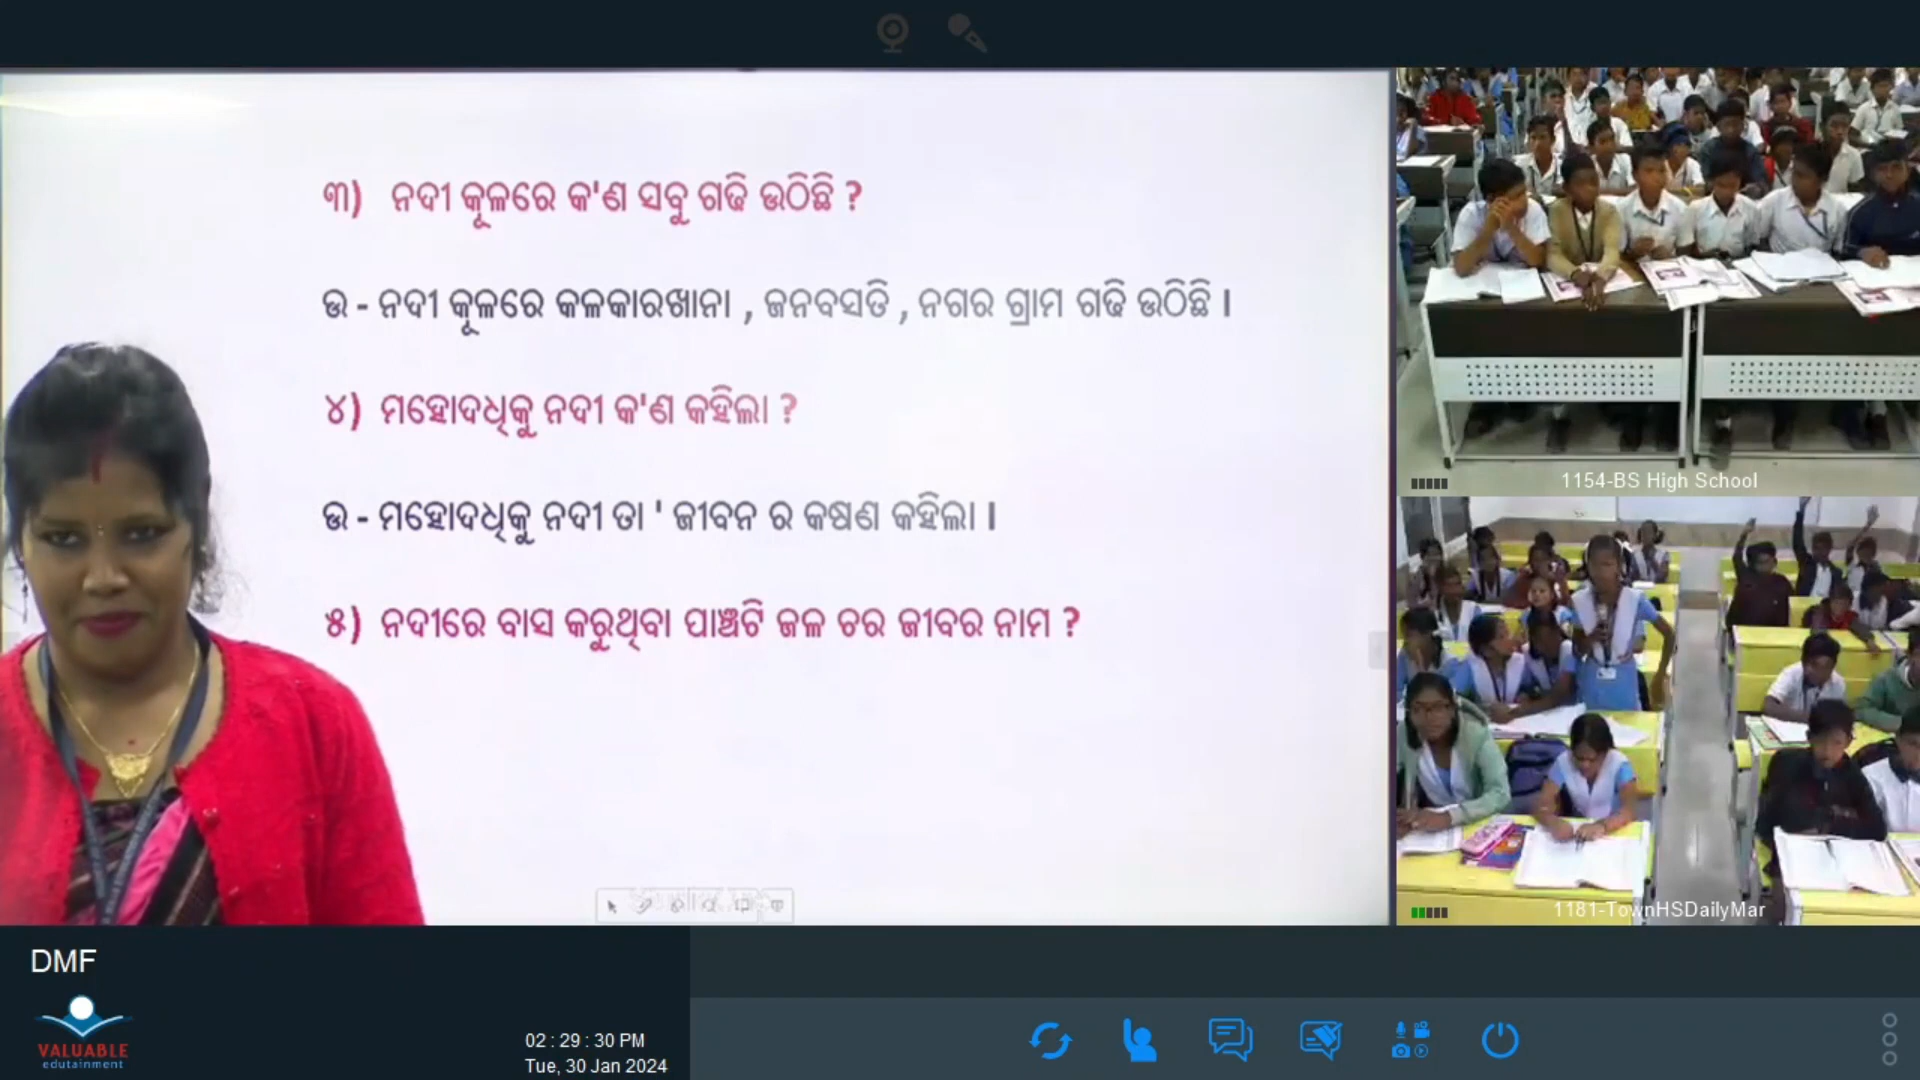 ୩) ନଦୀ କୂଳରେ କ'ଣ ସବୁ ଗଢି ଉଠିଛି ?
ଉ - ନଦୀ କୂଳରେ କଳକାରଖାନା , ଜନବସତି , ନଗର ଗ୍ରାମ ଗଢି ଉଠିଛି ।
୪) ମହୋଦଧିକୁ ନଦୀ କ'ଣ କହିଲା ?
ଉ - ମହୋଦଧିକୁ ନଦୀ ତା ' ଜୀବନ ର କଷଣ କହିଲା ।
୫) ନଦୀରେ ବାସ କରୁଥିବା ପାଞ୍ଚଟି ଜଳ ଚର ଜୀବର ନାମ ?
1154-BS High School
1181-TownHSDailyMar
DMF
VALUABLE
edutainment
02 : 29 : 30 PM
Tue, 30 Jan 2024